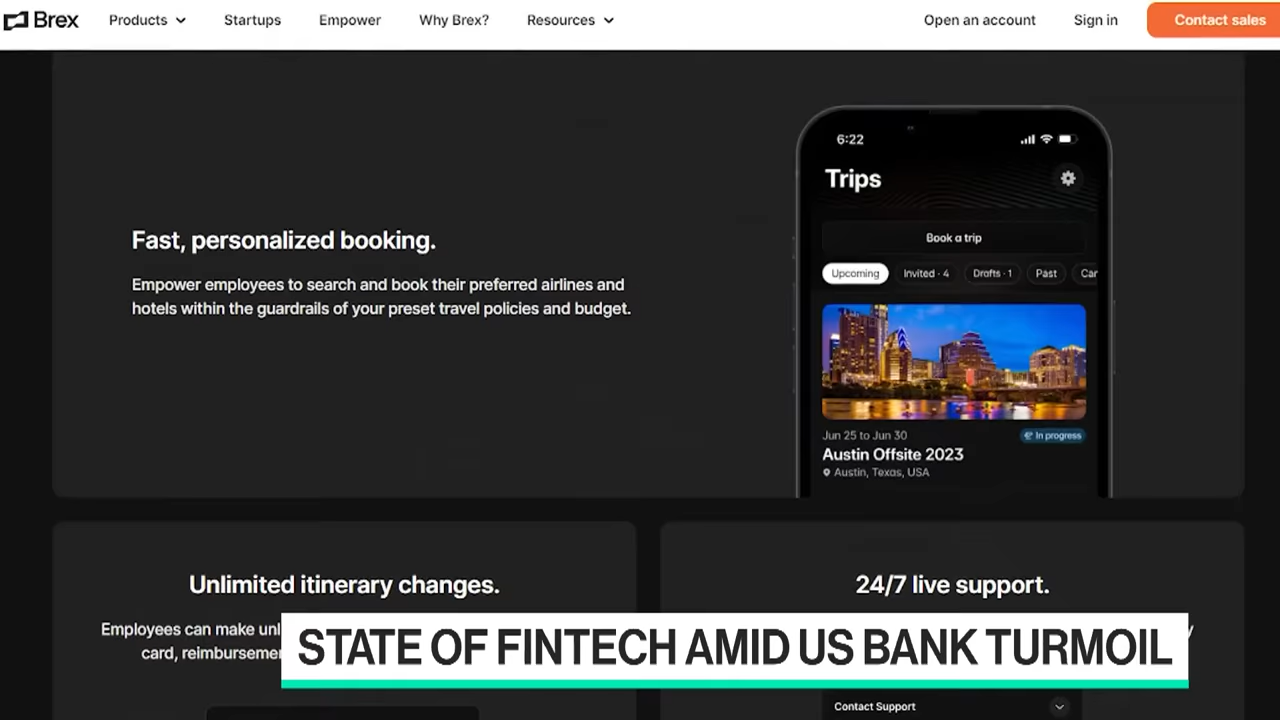 Brex Products Startups Empower Why Brex? Resources Open an account Sign in Contact sales
6:22
Trips
Fast, personalized booking.
Empower employees to search and book their preferred airlines and
hotels within the guardrails of your preset travel policies and budget.
Book a trip
Upcoming Invited · 4 Drafts · 1 Past
Jun 25 to Jun 30 In progress
Austin Offsite 2023
Austin, Texas, USA
Unlimited itinerary changes.
Employees can make
card,
24/7 live support.
STATE OF FINTECH AMID US BANK TURMOIL
Contact Support